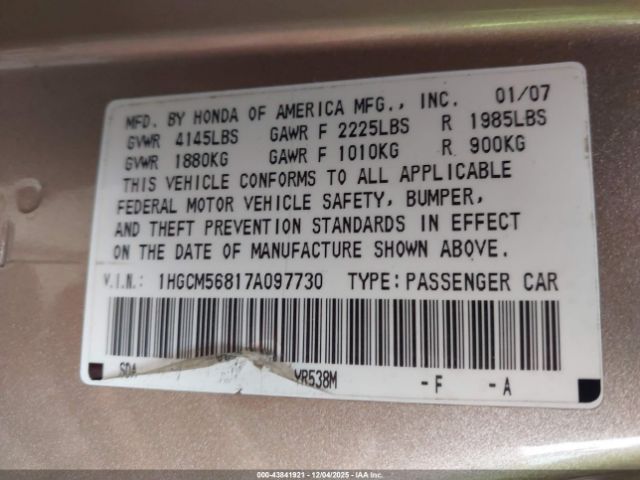 MFD. BY HONDA OF AMERICA MFG., INC. 01/07
GVWR 4145LBS GAWR F 2225LBS R 1985LBS
GVWR 1880KG GAWR F 1010KG R 900KG
THIS VEHICLE CONFORMS TO ALL APPLICABLE
FEDERAL MOTOR VEHICLE SAFETY, BUMPER,
AND THEFT PREVENTION STANDARDS IN EFFECT
ON THE DATE OF MANUFACTURE SHOWN ABOVE.
V.I.N.: 1HGCM56817A097730 TYPE: PASSENGER CAR
SDA YR538M -F -A
000-43841921 - 12/04/2025 - IAA Inc.